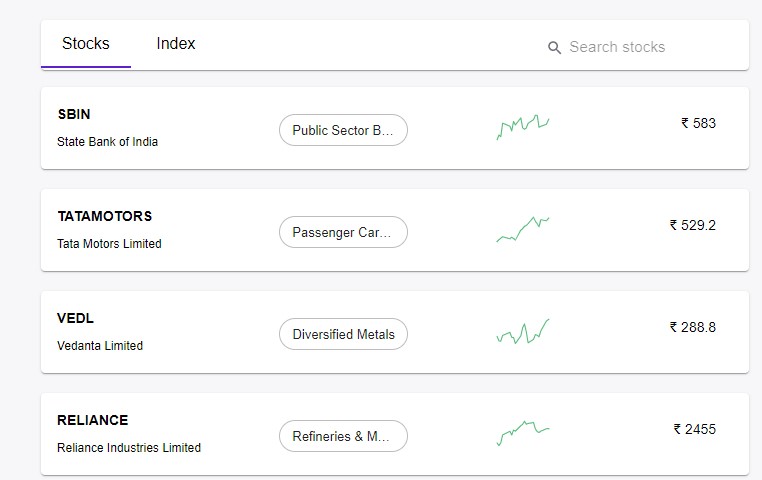 Stocks Index Search stocks
SBIN
State Bank of India
Public Sector B...
₹ 583
TATAMOTORS
Tata Motors Limited
Passenger Car...
₹ 529.2
VEDL
Vedanta Limited
Diversified Metals
₹ 288.8
RELIANCE
Reliance Industries Limited
Refineries & M...
₹ 2455